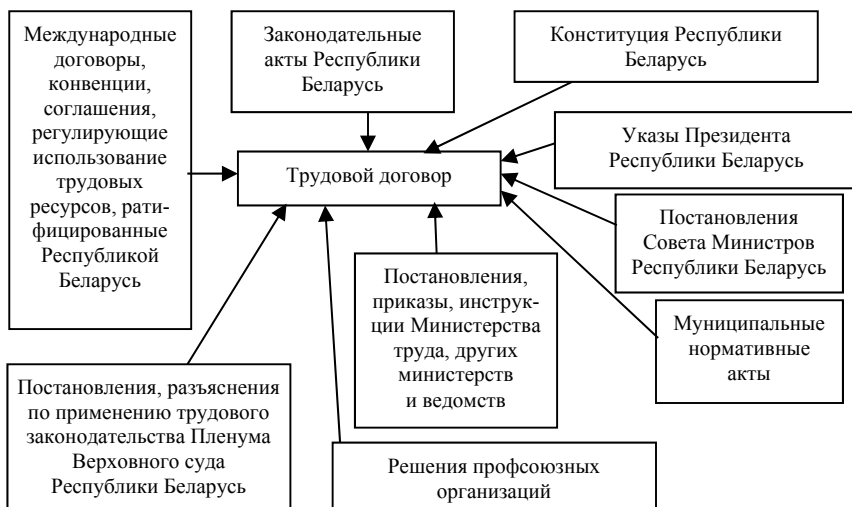 Международные
договоры,
конвенции,
соглашения,
регулирующие
использование
трудовых
ресурсов, рати-
фицированные
Республикой
Беларусь
Законодательные
акты Республики
Беларусь
Конституция Республики
Беларусь
Указы Президента
Республики Беларусь
Трудовой договор
Постановления
Совета Министров
Республики Беларусь
Постановления,
приказы, инструк-
ции Министерства
труда, других
министерств
и ведомств
Муниципальные
нормативные
акты
Постановления, разъяснения
по применению трудового
законодательства Пленума
Верховного суда
Республики Беларусь
Решения профсоюзных
организаций